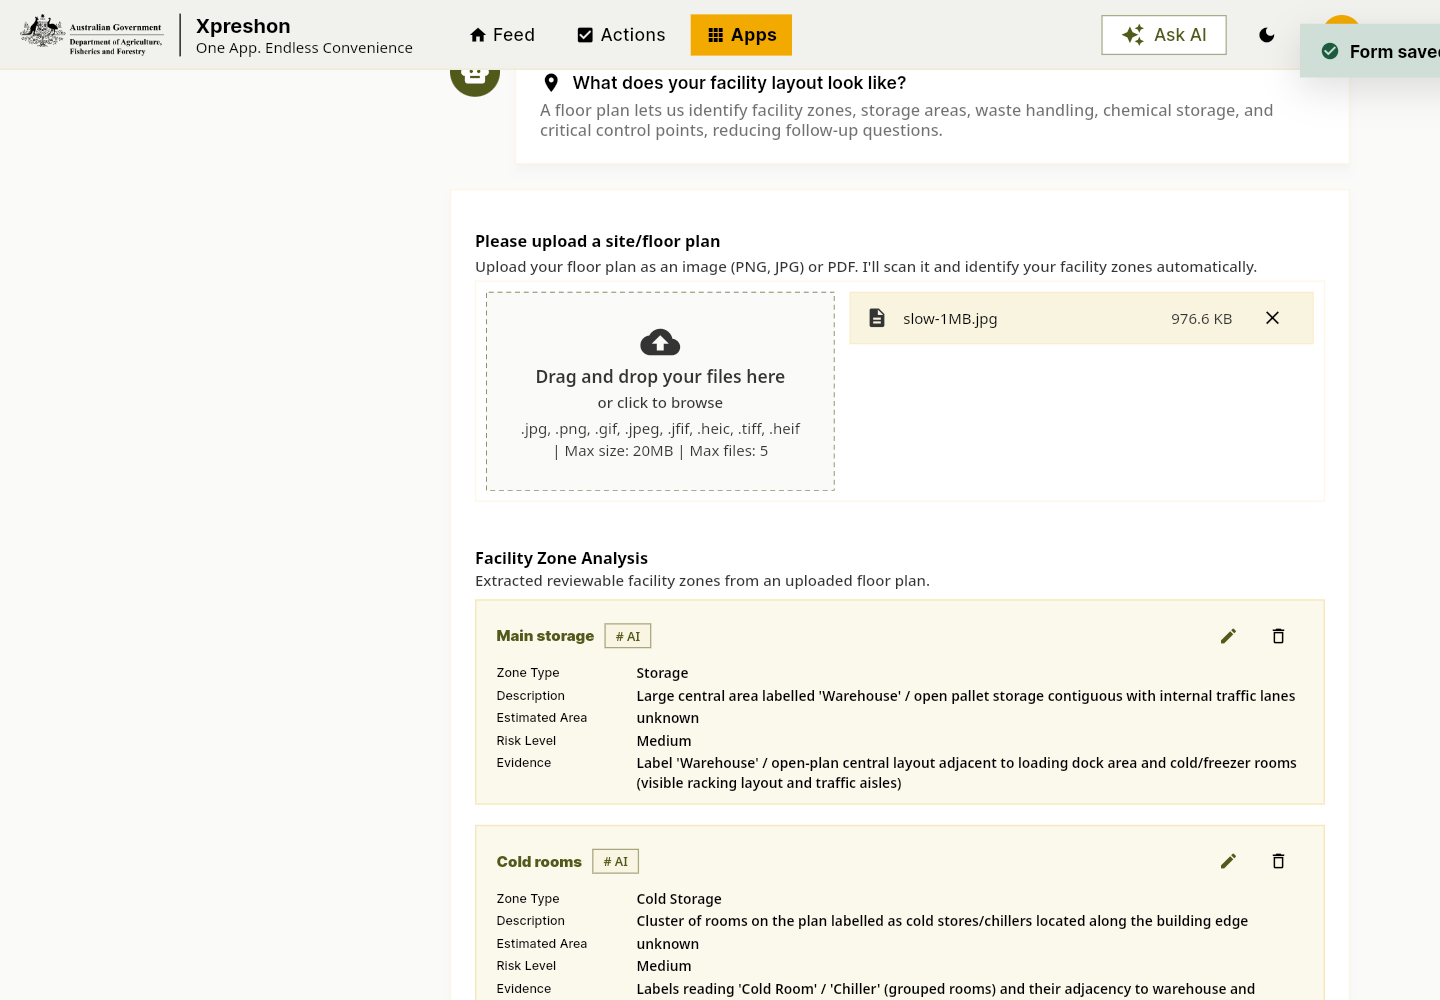 Australian Government
Department of Agriculture,
Fisheries and Forestry
Xpreshon
One App. Endless Convenience
Feed
Actions
Apps
Ask AI
Form saved
What does your facility layout look like?
A floor plan lets us identify facility zones, storage areas, waste handling, chemical storage, and
critical control points, reducing follow-up questions.
Please upload a site/floor plan
Upload your floor plan as an image (PNG, JPG) or PDF. I'll scan it and identify your facility zones automatically.
Drag and drop your files here
or click to browse
.jpg, .png, .gif, .jpeg, .jfif, .heic, .tiff, .heif
| Max size: 20MB | Max files: 5
slow-1MB.jpg
976.6 KB
Facility Zone Analysis
Extracted reviewable facility zones from an uploaded floor plan.
Main storage
# AI
Zone Type
Storage
Description
Large central area labelled 'Warehouse' / open pallet storage contiguous with internal traffic lanes
Estimated Area
unknown
Risk Level
Medium
Evidence
Label 'Warehouse' / open-plan central layout adjacent to loading dock area and cold/freezer rooms
(visible racking layout and traffic aisles)
Cold rooms
# AI
Zone Type
Cold Storage
Description
Cluster of rooms on the plan labelled as cold stores/chillers located along the building edge
Estimated Area
unknown
Risk Level
Medium
Evidence
Labels reading 'Cold Room' / 'Chiller' (grouped rooms) and their adjacency to warehouse and